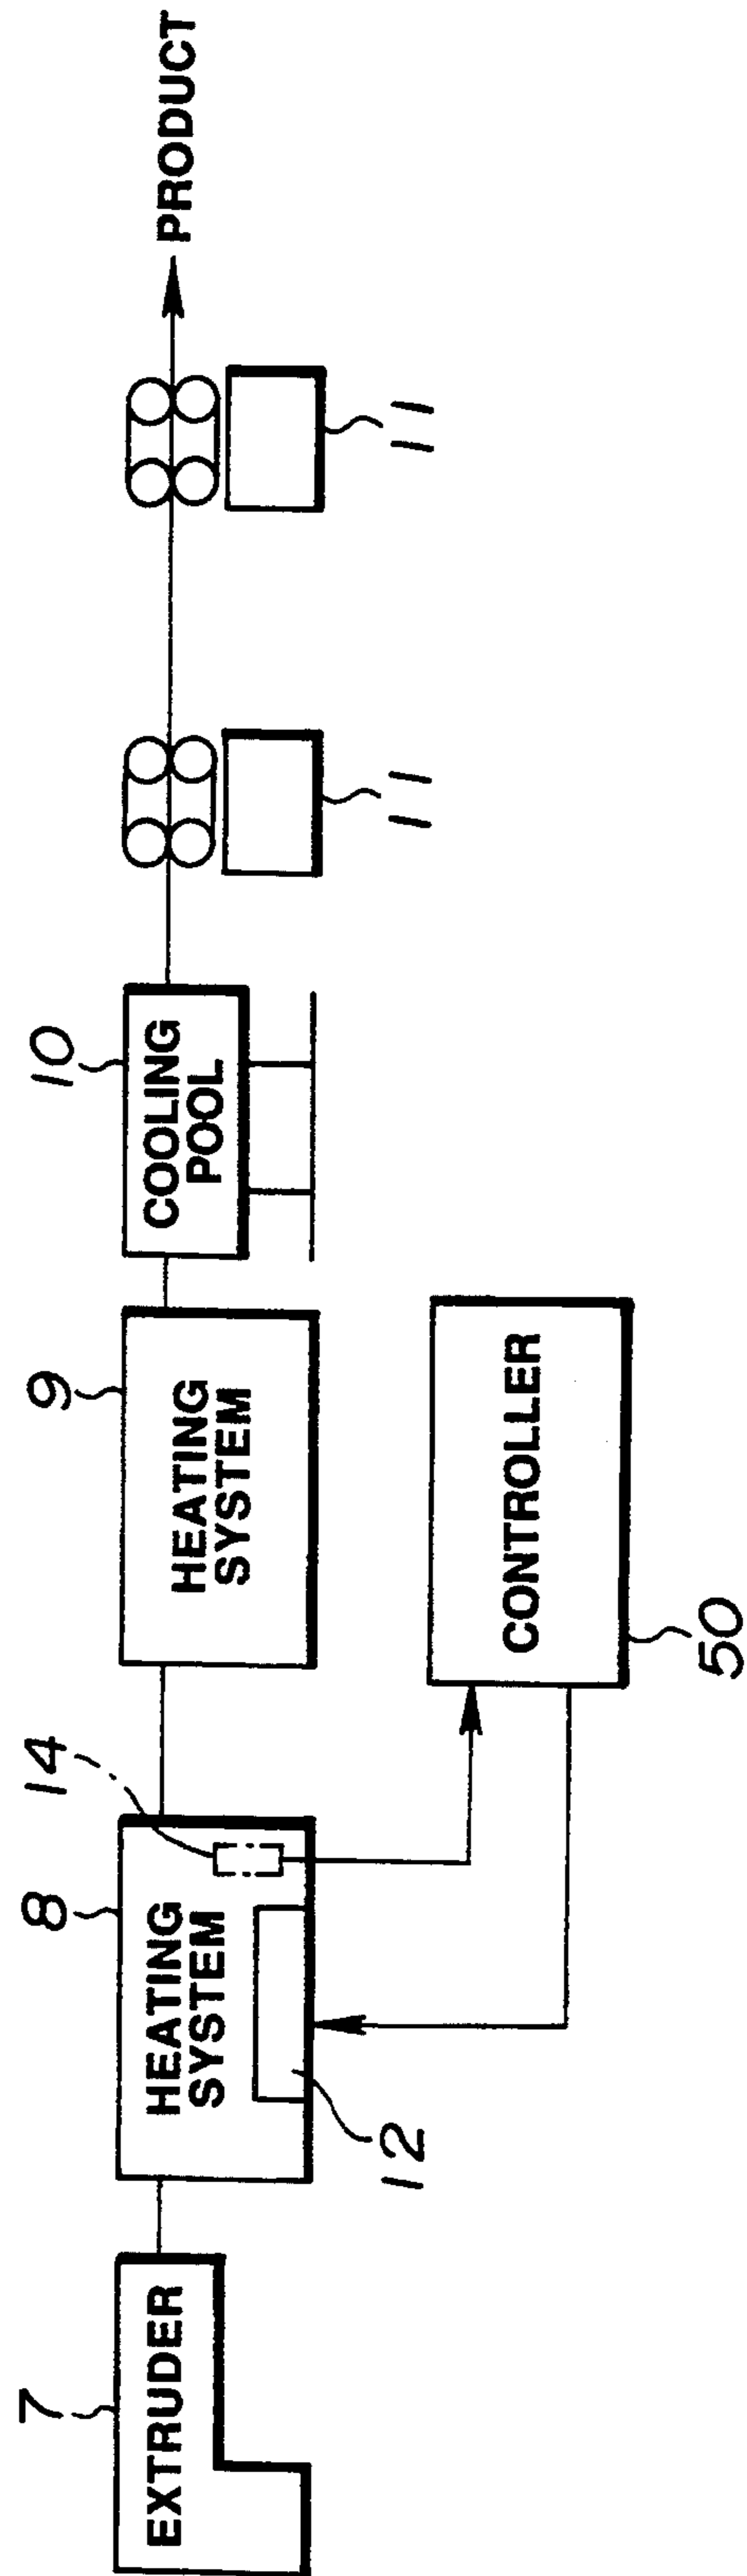 7
EXTRUDER
8
HEATING
SYSTEM
14
12
9
HEATING
SYSTEM
10
COOLING
POOL
11
11
PRODUCT
CONTROLLER
50